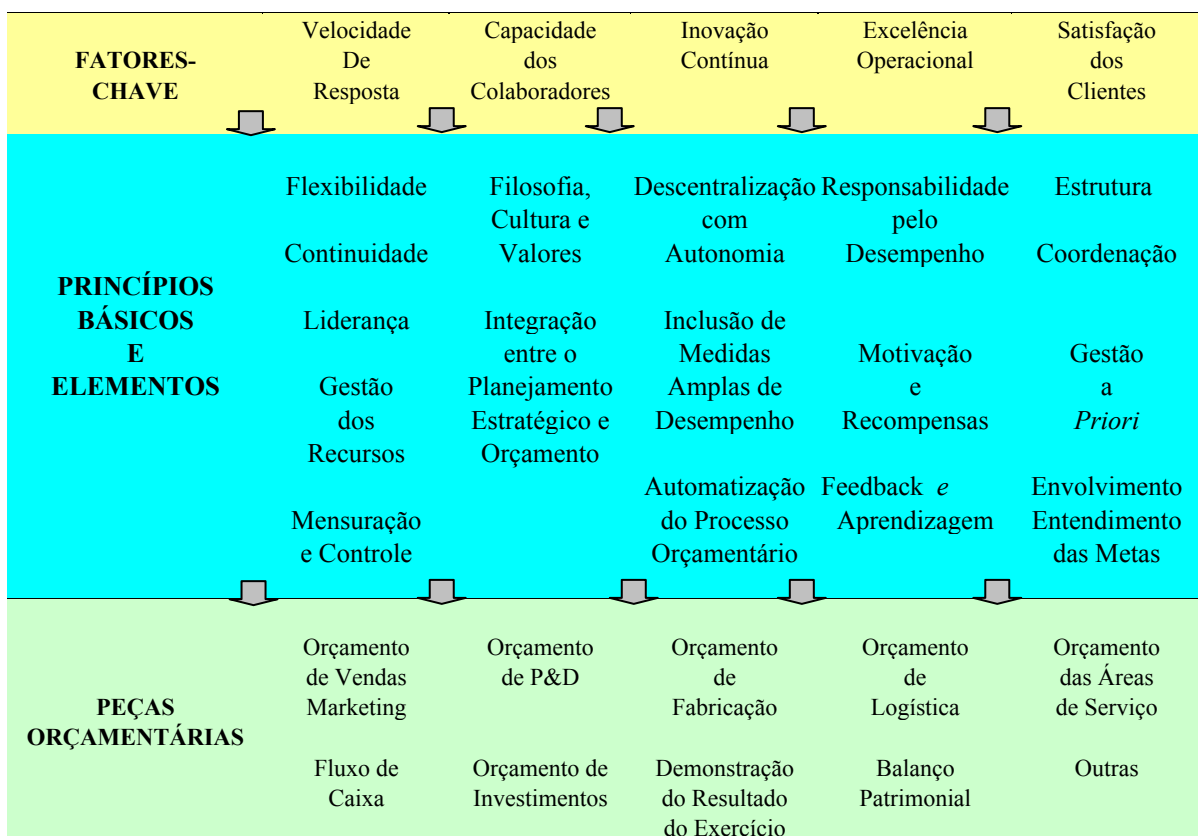 FATORES-
CHAVE
Velocidade
De
Resposta
Capacidade
dos
Colaboradores
Inovação
Contínua
Excelência
Operacional
Satisfação
dos
Clientes
PRINCÍPIOS
BÁSICOS
E
ELEMENTOS
Flexibilidade
Continuidade
Liderança
Gestão
dos
Recursos
Mensuração
e Controle
Filosofia,
Cultura e
Valores
Integração
entre o
Planejamento
Estratégico e
Orçamento
Descentralização
com
Autonomia
Inclusão de
Medidas
Amplas de
Desempenho
Automatização
do Processo
Orçamentário
Responsabilidade
pelo
Desempenho
Motivação
e
Recompensas
Feedback e
Aprendizagem
Estrutura
Coordenação
Gestão
a
Priori
Envolvimento
Entendimento
das Metas
PEÇAS
ORÇAMENTÁRIAS
Orçamento
de Vendas
Marketing
Fluxo de
Caixa
Orçamento
de P&D
Orçamento de
Investimentos
Orçamento
de
Fabricação
Demonstração
do Resultado
do Exercício
Orçamento
de
Logística
Balanço
Patrimonial
Orçamento
das Áreas
de Serviço
Outras